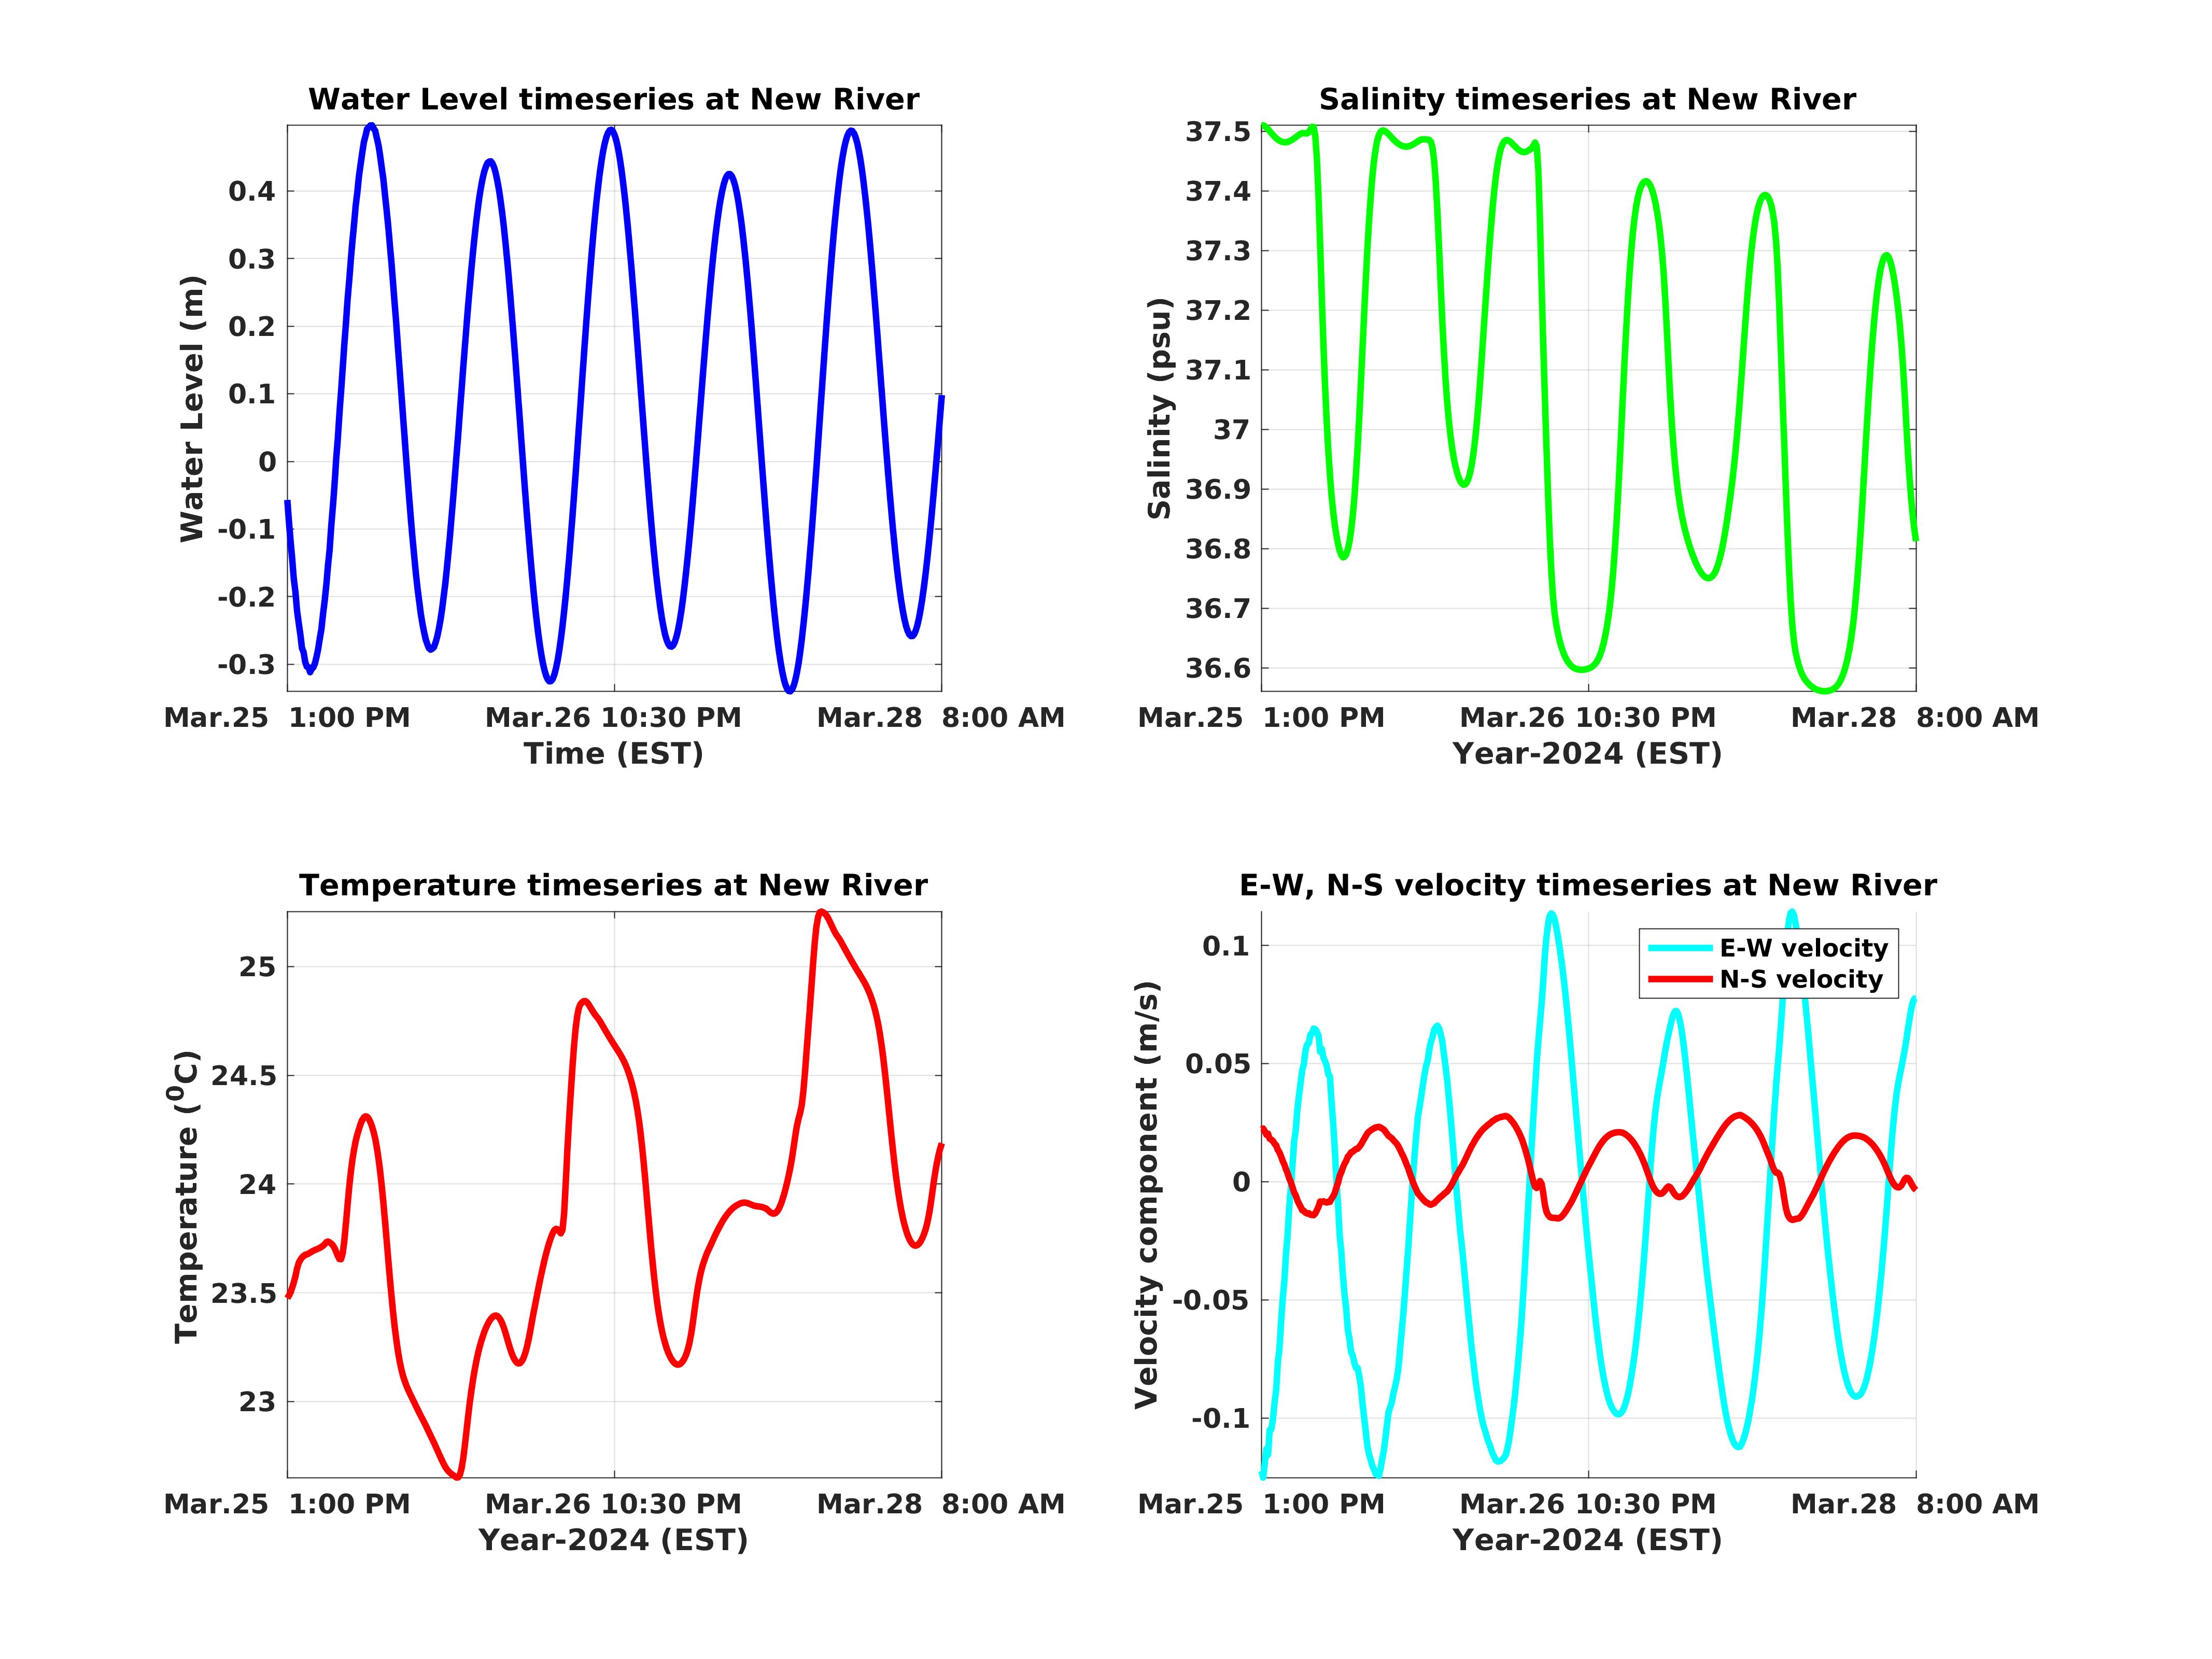 Water Level timeseries at New River
Water Level (m)
0.4
0.3
0.2
0.1
0
-0.1
-0.2
-0.3
Mar.25 1:00 PM
Mar.26 10:30 PM
Mar.28 8:00 AM
Time (EST)
Salinity timeseries at New River
Salinity (psu)
37.5
37.4
37.3
37.2
37.1
37
36.9
36.8
36.7
36.6
Mar.25 1:00 PM
Mar.26 10:30 PM
Mar.28 8:00 AM
Year-2024 (EST)
Temperature timeseries at New River
Temperature (⁰C)
25
24.5
24
23.5
23
Mar.25 1:00 PM
Mar.26 10:30 PM
Mar.28 8:00 AM
Year-2024 (EST)
E-W, N-S velocity timeseries at New River
Velocity component (m/s)
0.1
0.05
0
-0.05
-0.1
E-W velocity
N-S velocity
Mar.25 1:00 PM
Mar.26 10:30 PM
Mar.28 8:00 AM
Year-2024 (EST)